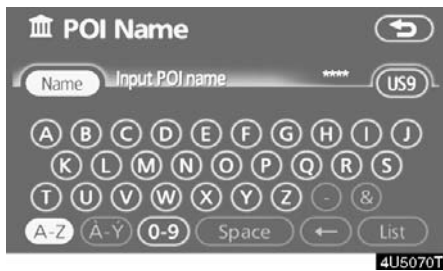 POI Name
Name Input POI name **** US9
A B C D E F G H I J
K L M N O P Q R S
T U V W X Y Z - &
A-Z À-Ý 0-9 Space ← List
4U5070T